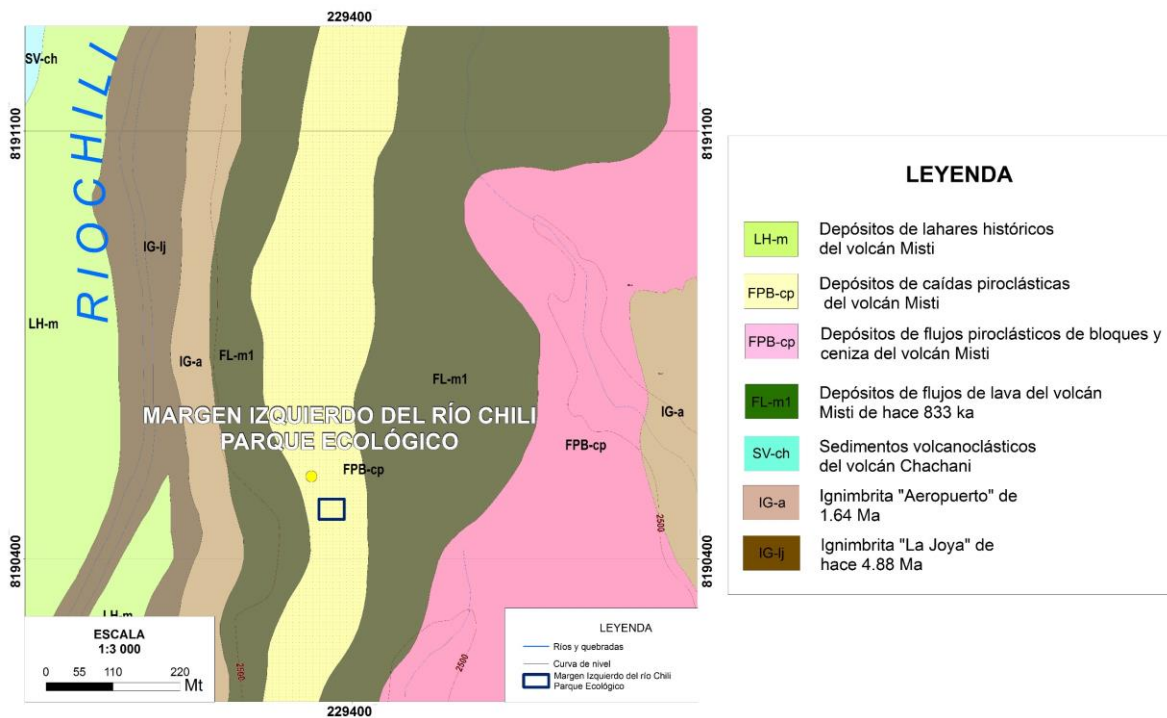 229400
SV-ch
RIO CHILI
8191100
8191100
IG-lj
LH-m
IG-a
FL-m1
FL-m1
IG-a
MARGEN IZQUIERDO DEL RÍO CHILI
PARQUE ECOLÓGICO
FPB-cp
FPB-cp
2500
8190400
8190400
LH-m
ESCALA
1:3 000
0 55 110 220
Mt
2500
2500
LEYENDA
Ríos y quebradas
Curva de nivel
Margen Izquierdo del río Chili
Parque Ecológico
229400
LEYENDA
LH-m Depósitos de lahares históricos
del volcán Misti
FPB-cp Depósitos de caídas piroclásticas
del volcán Misti
FPB-cp Depósitos de flujos piroclásticos de bloques y
ceniza del volcán Misti
FL-m1 Depósitos de flujos de lava del volcán
Misti de hace 833 ka
SV-ch Sedimentos volcanoclásticos
del volcán Chachani
IG-a Ignimbrita "Aeropuerto" de
1.64 Ma
IG-lj Ignimbrita "La Joya" de
hace 4.88 Ma